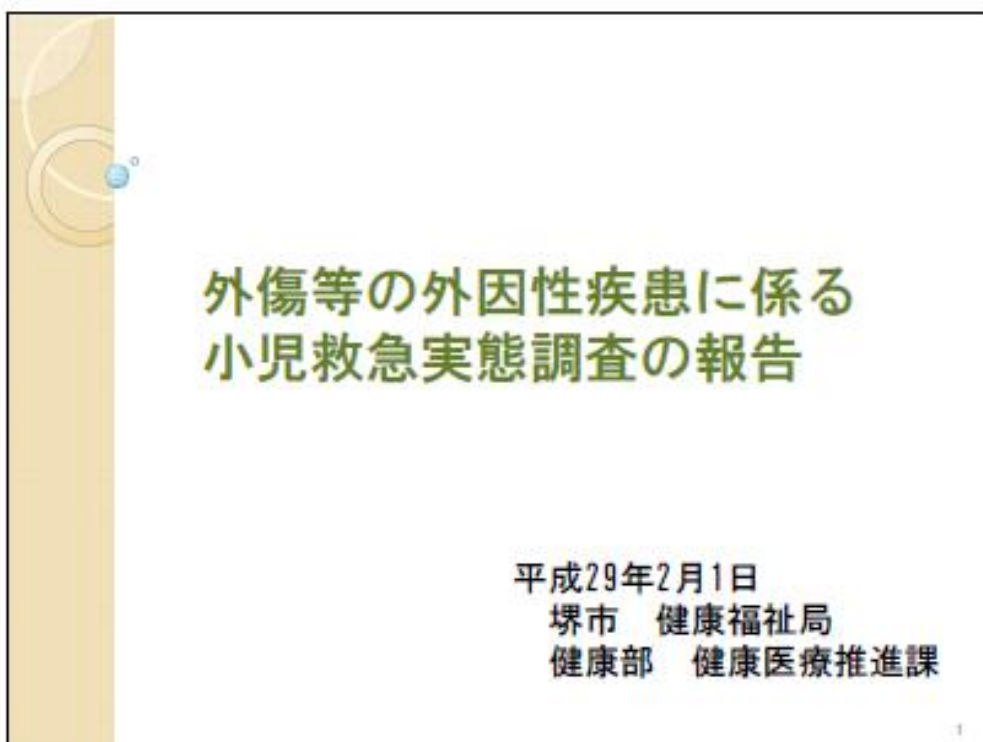 外傷等の外因性疾患に係る
小児救急実態調査の報告
平成29年2月1日
堺市　健康福祉局
健康部　健康医療推進課
1